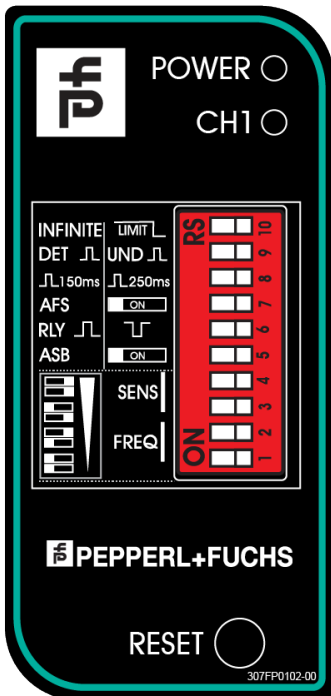 POWER
CH1
INFINITE LIMIT
DET UND
150ms 250ms
AFS ON
RLY
ASB ON
SENS
FREQ
RS
ON
10
9
8
7
6
5
4
3
2
1
PEPPERL+FUCHS
RESET
307FP0102-00